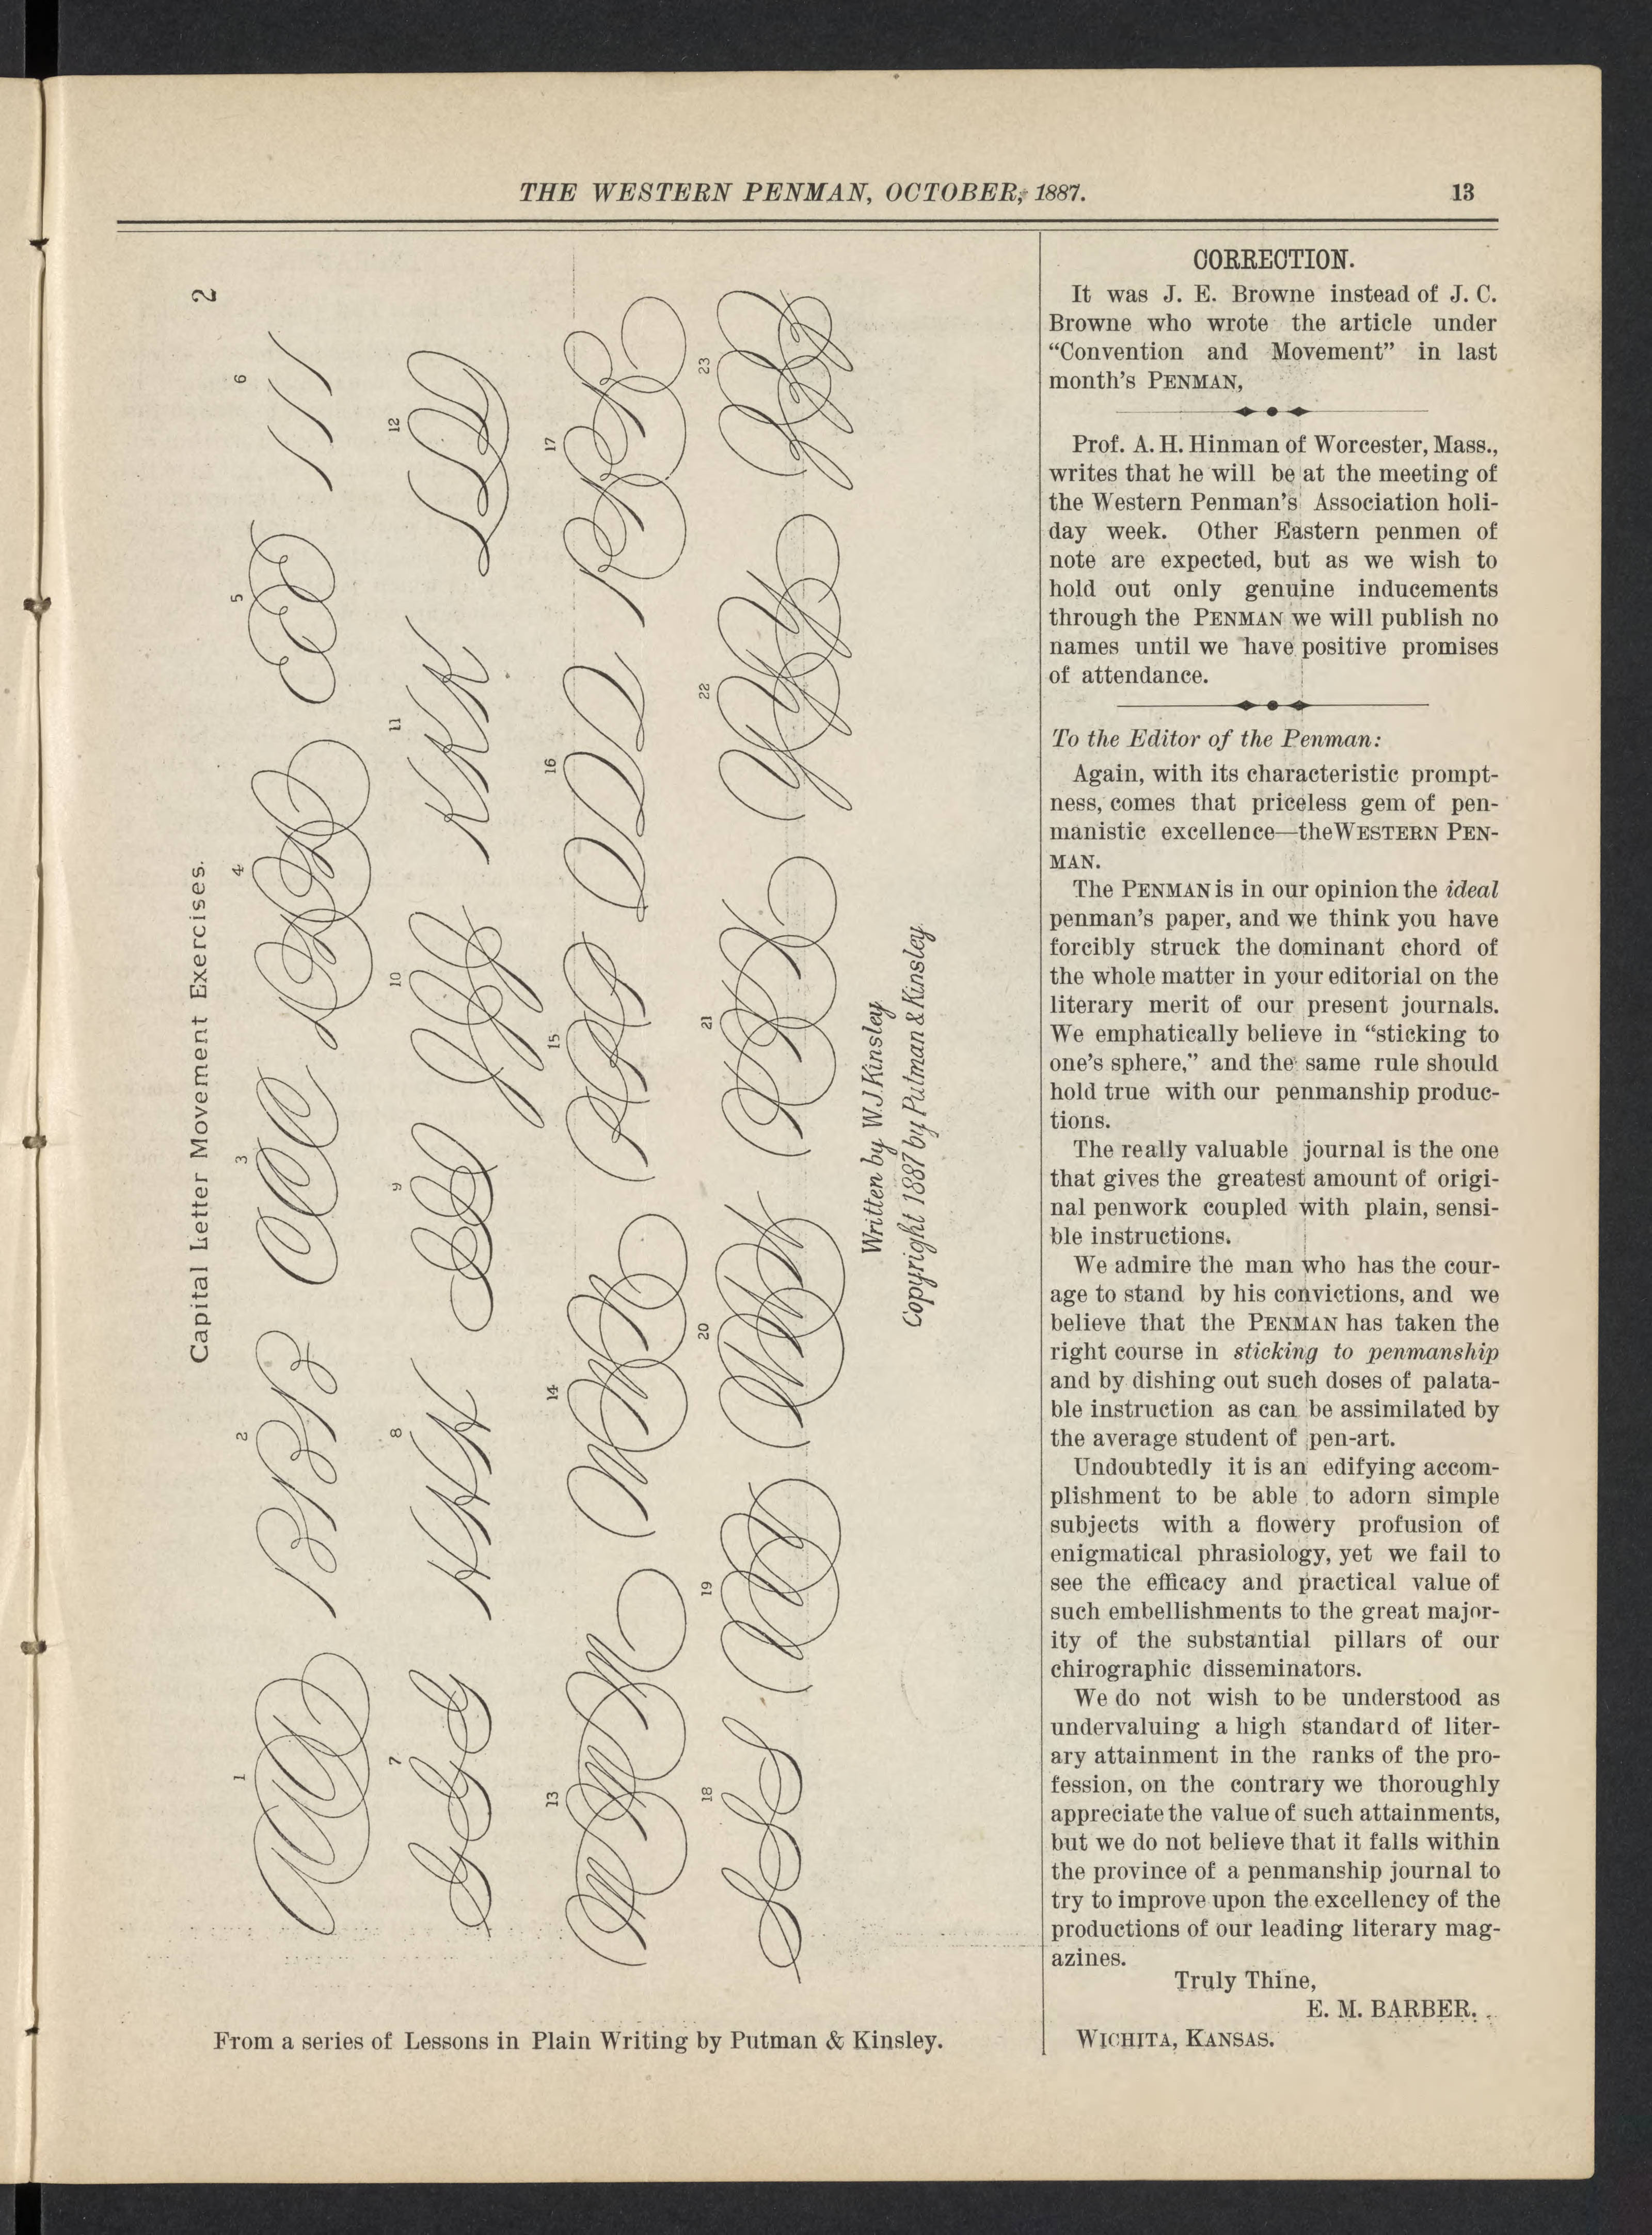 THE WESTERN PENMAN, OCTOBER, 1887.
13
Capital Letter Movement Exercises.
2
1 2 3 4 5 6
BBB CCC
7 8 9 10 11 12
GGG HHH JJJ KKK
13 14 15 16 17
MMM NNN QQQ RRR
18 19 20 21 22 23
SSS WWW XXX YYY ZZZ
Written by W.J.Kinsley
Copyright 1887 by Putman & Kinsley
From a series of Lessons in Plain Writing by Putman & Kinsley.
CORRECTION.
It was J. E. Browne instead of J. C.
Browne who wrote the article under
“Convention and Movement” in last
month's PENMAN,
Prof. A. H. Hinman of Worcester, Mass.,
writes that he will be at the meeting of
the Western Penman's Association holi-
day week. Other Eastern penmen of
note are expected, but as we wish to
hold out only genuine inducements
through the PENMAN we will publish no
names until we have positive promises
of attendance.
To the Editor of the Penman:
Again, with its characteristic prompt-
ness, comes that priceless gem of pen-
manistic excellence—the WESTERN PEN-
MAN.
The PENMAN is in our opinion the ideal
penman's paper, and we think you have
forcibly struck the dominant chord of
the whole matter in your editorial on the
literary merit of our present journals.
We emphatically believe in “sticking to
one's sphere,” and the same rule should
hold true with our penmanship produc-
tions.
The really valuable journal is the one
that gives the greatest amount of origi-
nal penwork coupled with plain, sensi-
ble instructions.
We admire the man who has the cour-
age to stand by his convictions, and we
believe that the PENMAN has taken the
right course in sticking to penmanship
and by dishing out such doses of palata-
ble instruction as can be assimilated by
the average student of pen-art.
Undoubtedly it is an edifying accom-
plishment to be able to adorn simple
subjects with a flowery profusion of
enigmatical phrasiology, yet we fail to
see the efficacy and practical value of
such embellishments to the great major-
ity of the substantial pillars of our
chirographic disseminators.
We do not wish to be understood as
undervaluing a high standard of liter-
ary attainment in the ranks of the pro-
fession, on the contrary we thoroughly
appreciate the value of such attainments,
but we do not believe that it falls within
the province of a penmanship journal to
try to improve upon the excellency of the
productions of our leading literary mag-
azines.
Truly Thine,
E. M. BARBER.
WICHITA, KANSAS.